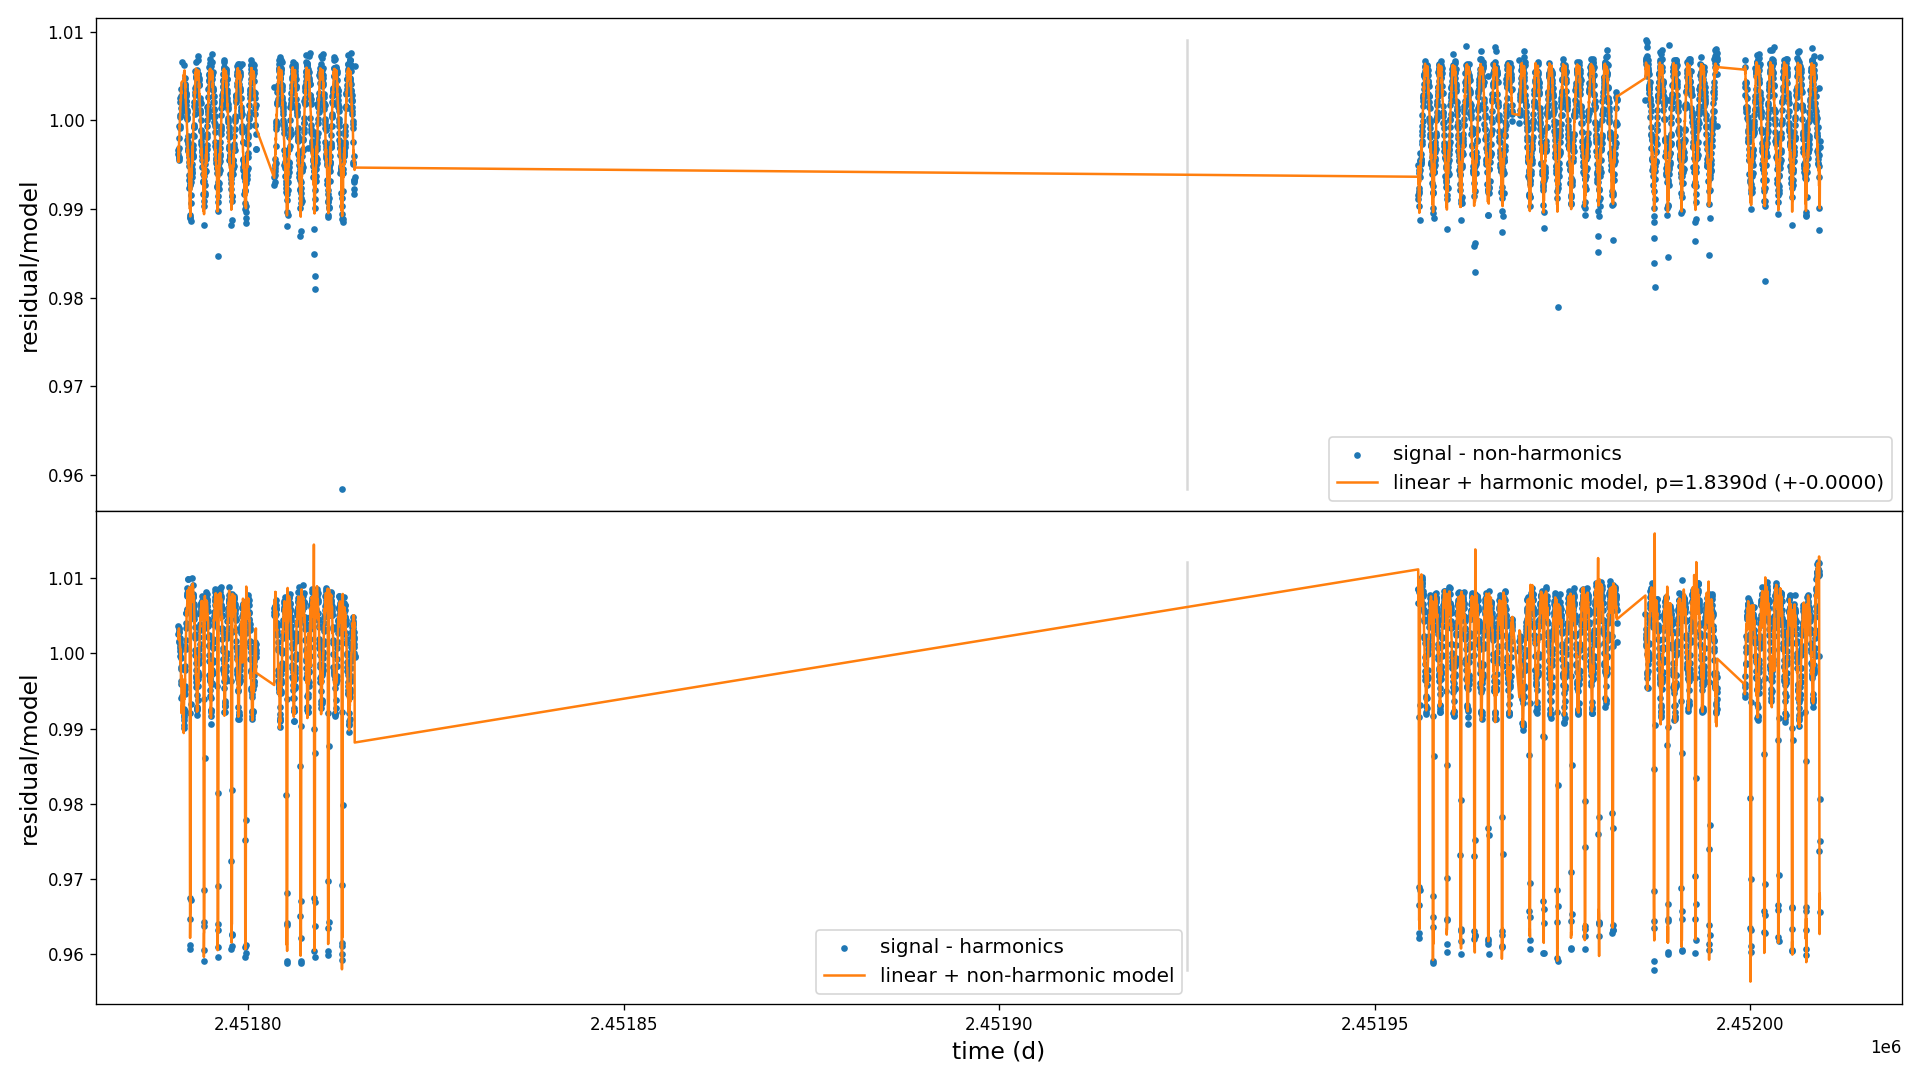 1.01
1.00
0.99
0.98
0.97
0.96
residual/model
signal - non-harmonics
linear + harmonic model, p=1.8390d (+-0.0000)
1.01
1.00
0.99
0.98
0.97
0.96
residual/model
signal - harmonics
linear + non-harmonic model
2.45180
2.45185
2.45190
2.45195
2.45200
time (d)
1e6